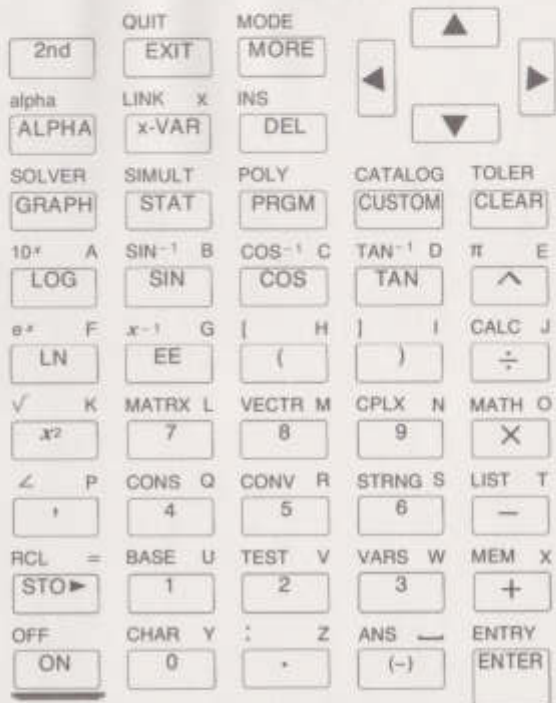 QUIT MODE
2nd EXIT MORE
alpha LINK x INS
ALPHA x-VAR DEL
SOLVER SIMULT POLY CATALOG TOLER
GRAPH STAT PRGM CUSTOM CLEAR
10ˣ A SIN⁻¹ B COS⁻¹ C TAN⁻¹ D π E
LOG SIN COS TAN ^
eˣ F x⁻¹ G [ H ] I CALC J
LN EE ( ) ÷
√ K MATRX L VECTR M CPLX N MATH O
x² 7 8 9 ×
∠ P CONS Q CONV R STRNG S LIST T
, 4 5 6 −
RCL = BASE U TEST V VARS W MEM X
STO► 1 2 3 +
OFF CHAR Y : Z ANS ⎵ ENTRY
ON 0 . (−) ENTER